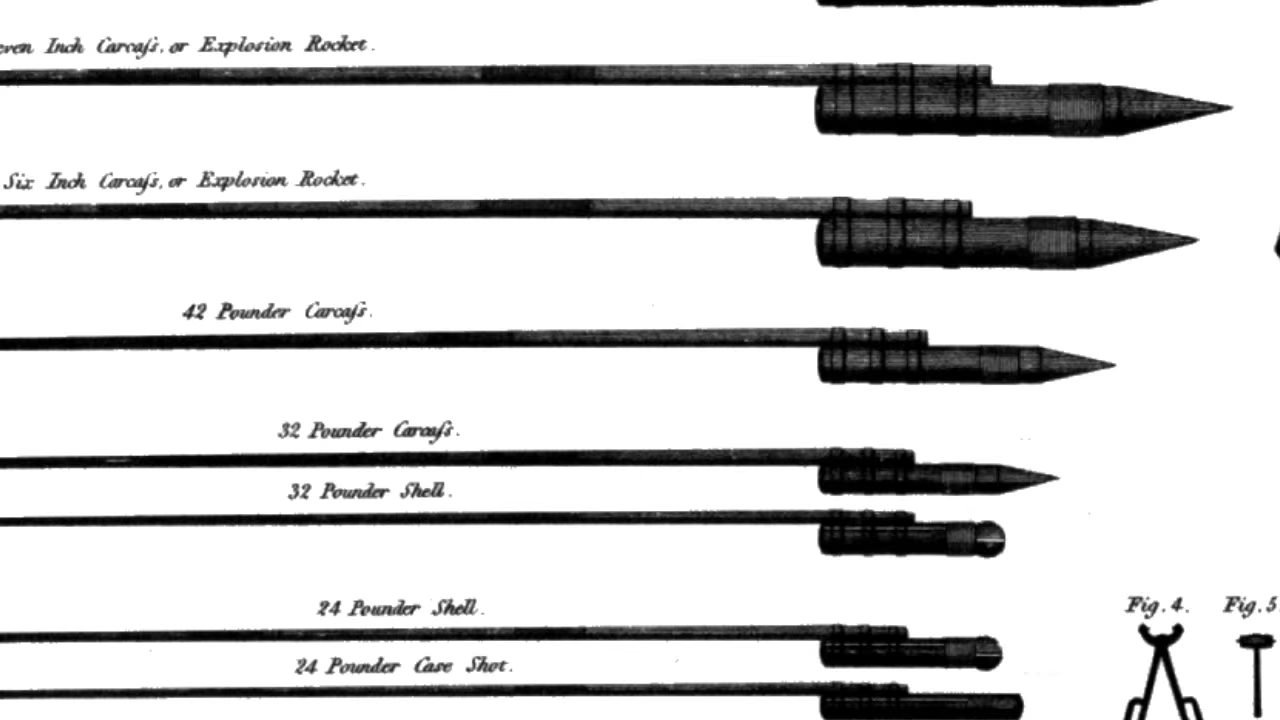 even Inch Carcaſs, or Explosion Rocket.
Six Inch Carcaſs, or Explosion Rocket.
42 Pounder Carcaſs.
32 Pounder Carcaſs.
32 Pounder Shell.
24 Pounder Shell.
Fig. 4. Fig. 5
24 Pounder Case Shot.